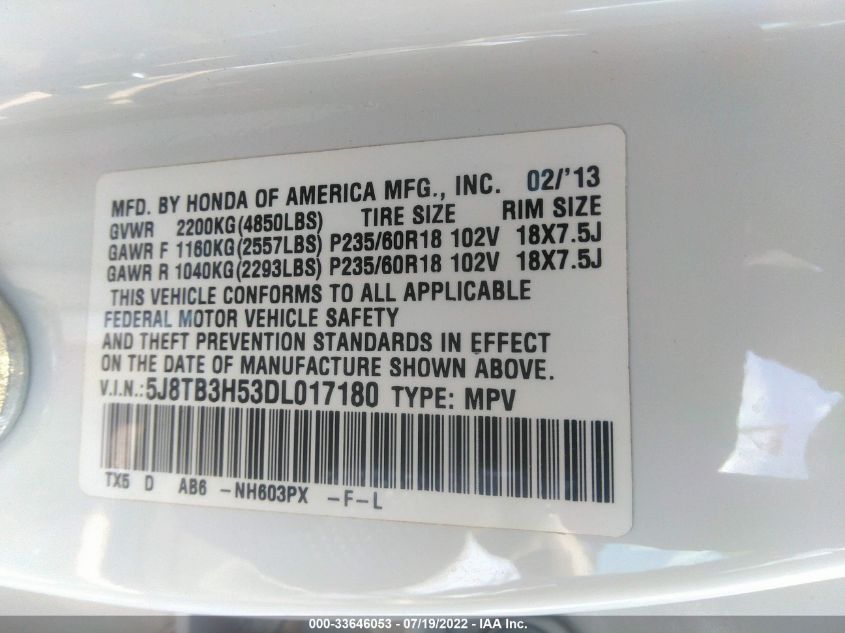 MFD. BY HONDA OF AMERICA MFG., INC. 02/'13
GVWR 2200KG(4850LBS) TIRE SIZE RIM SIZE
GAWR F 1160KG(2557LBS) P235/60R18 102V 18X7.5J
GAWR R 1040KG(2293LBS) P235/60R18 102V 18X7.5J
THIS VEHICLE CONFORMS TO ALL APPLICABLE
FEDERAL MOTOR VEHICLE SAFETY
AND THEFT PREVENTION STANDARDS IN EFFECT
ON THE DATE OF MANUFACTURE SHOWN ABOVE.
V.I.N.:5J8TB3H53DL017180 TYPE: MPV
TX5 D AB6 -NH603PX -F-L
000-33646053 - 07/19/2022 - IAA Inc.